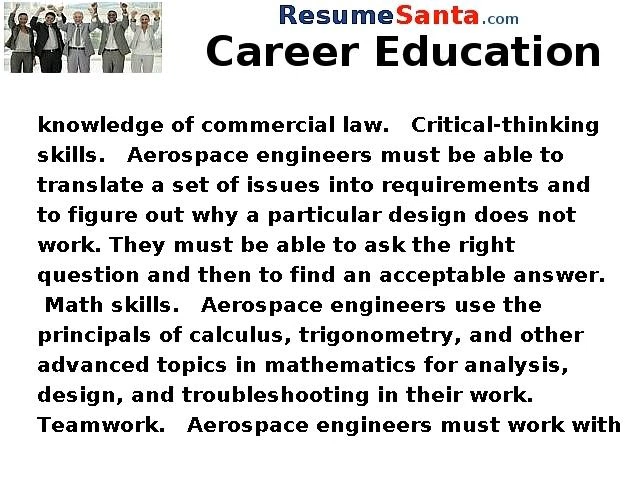 ResumeSanta.com
Career Education
knowledge of commercial law. Critical-thinking
skills. Aerospace engineers must be able to
translate a set of issues into requirements and
to figure out why a particular design does not
work. They must be able to ask the right
question and then to find an acceptable answer.
Math skills. Aerospace engineers use the
principals of calculus, trigonometry, and other
advanced topics in mathematics for analysis,
design, and troubleshooting in their work.
Teamwork. Aerospace engineers must work with